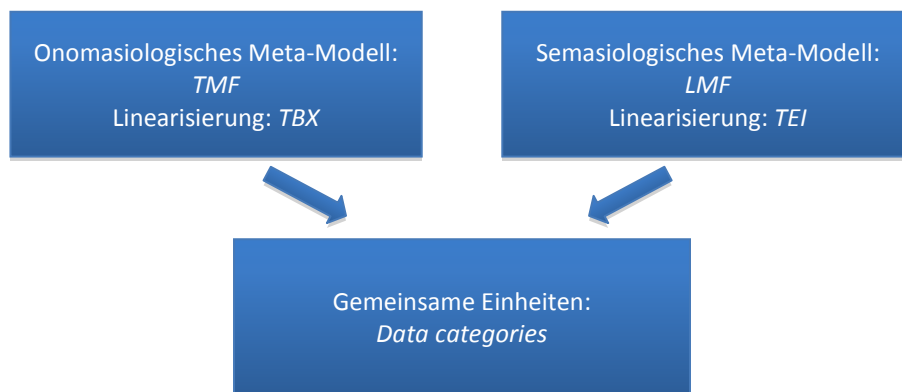 Onomasiologisches Meta-Modell:
TMF
Linearisierung: TBX
Semasiologisches Meta-Modell:
LMF
Linearisierung: TEI
Gemeinsame Einheiten:
Data categories